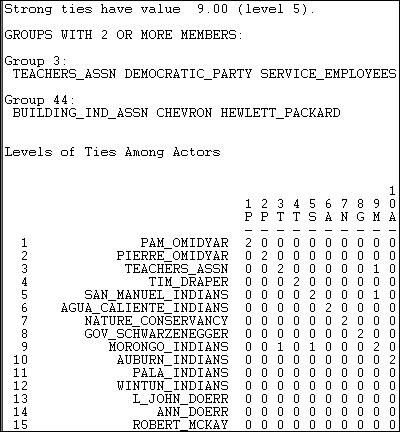 Strong ties have value 9.00 (level 5).
GROUPS WITH 2 OR MORE MEMBERS:
Group 3:
TEACHERS_ASSN DEMOCRATIC_PARTY SERVICE_EMPLOYEES
Group 44:
BUILDING_IND_ASSN CHEVRON HEWLETT_PACKARD
Levels of Ties Among Actors
1
1 2 3 4 5 6 7 8 9 0
P P T T S A N G M A
- - - - - - - - - -
1 PAM_OMIDYAR 2 0 0 0 0 0 0 0 0 0
2 PIERRE_OMIDYAR 0 2 0 0 0 0 0 0 0 0
3 TEACHERS_ASSN 0 0 2 0 0 0 0 0 1 0
4 TIM_DRAPER 0 0 0 2 0 0 0 0 0 0
5 SAN_MANUEL_INDIANS 0 0 0 0 2 0 0 0 1 0
6 AGUA_CALIENTE_INDIANS 0 0 0 0 0 2 0 0 0 0
7 NATURE_CONSERVANCY 0 0 0 0 0 0 2 0 0 0
8 GOV_SCHWARZENEGGER 0 0 0 0 0 0 0 2 0 0
9 MORONGO_INDIANS 0 0 1 0 1 0 0 0 2 0
10 AUBURN_INDIANS 0 0 0 0 0 0 0 0 0 2
11 PALA_INDIANS 0 0 0 0 0 0 0 0 0 0
12 WINTUN_INDIANS 0 0 0 0 0 0 0 0 0 0
13 L_JOHN_DOERR 0 0 0 0 0 0 0 0 0 0
14 ANN_DOERR 0 0 0 0 0 0 0 0 0 0
15 ROBERT_MCKAY 0 0 0 0 0 0 0 0 0 0